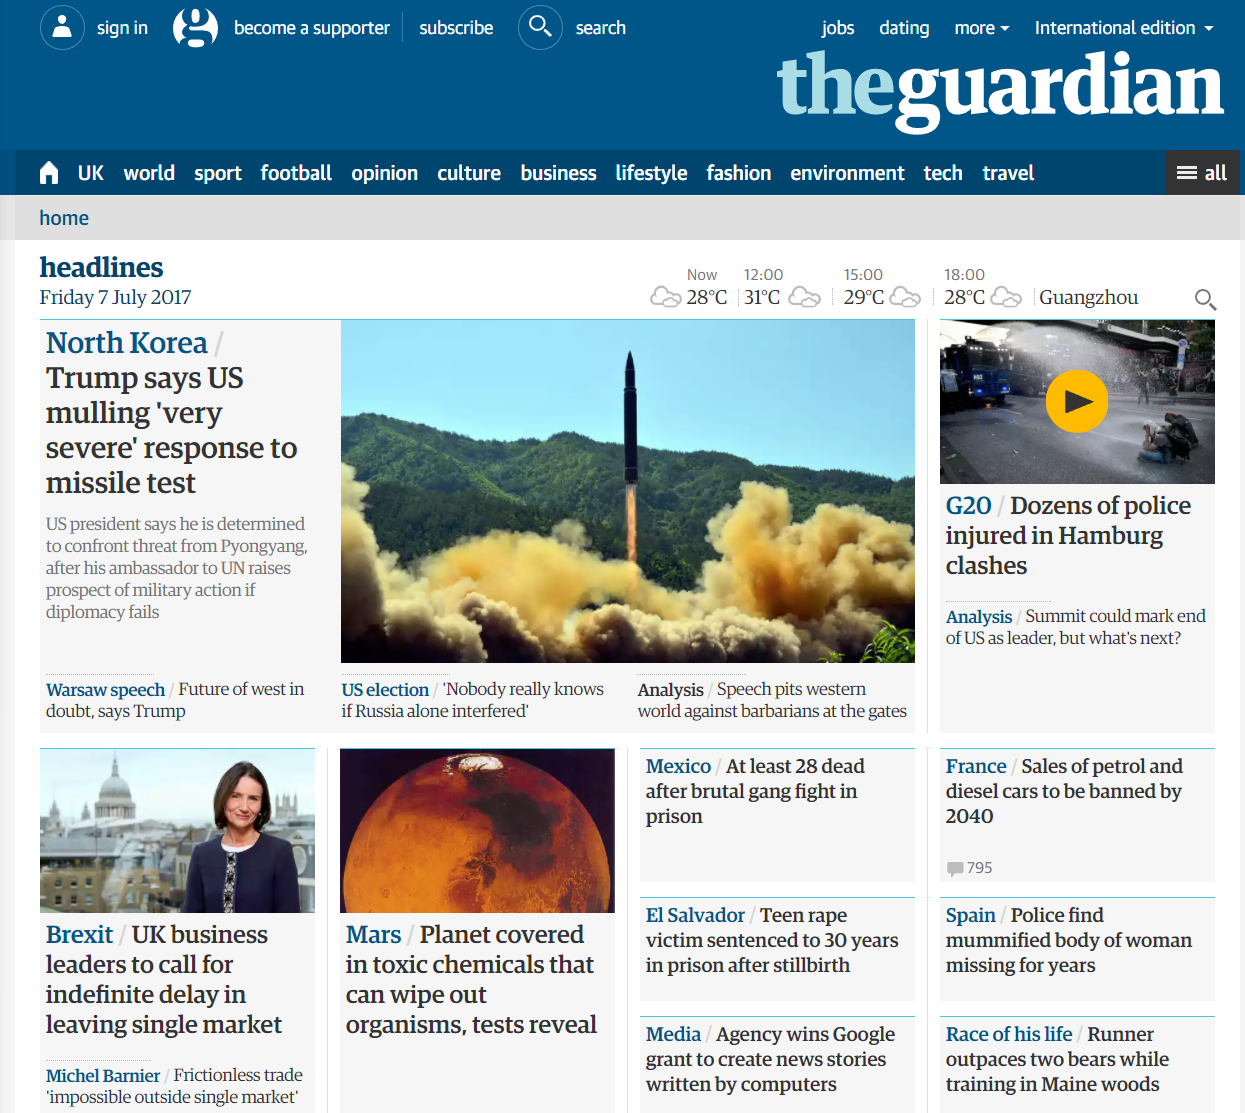 sign in
become a supporter
subscribe
search
jobs
dating
more
International edition
theguardian
UK world sport football opinion culture business lifestyle fashion environment tech travel
all
home
headlines
Friday 7 July 2017
Now 12:00 15:00 18:00
28°C 31°C 29°C 28°C Guangzhou
North Korea /
Trump says US
mulling 'very
severe' response to
missile test
US president says he is determined
to confront threat from Pyongyang,
after his ambassador to UN raises
prospect of military action if
diplomacy fails
Warsaw speech / Future of west in
doubt, says Trump
US election / 'Nobody really knows
if Russia alone interfered'
Analysis / Speech pits western
world against barbarians at the gates
G20 / Dozens of police
injured in Hamburg
clashes
Analysis / Summit could mark end
of US as leader, but what's next?
Brexit / UK business
leaders to call for
indefinite delay in
leaving single market
Michel Barnier / Frictionless trade
'impossible outside single market'
Mars / Planet covered
in toxic chemicals that
can wipe out
organisms, tests reveal
Mexico / At least 28 dead
after brutal gang fight in
prison
El Salvador / Teen rape
victim sentenced to 30 years
in prison after stillbirth
Media / Agency wins Google
grant to create news stories
written by computers
France / Sales of petrol and
diesel cars to be banned by
2040
795
Spain / Police find
mummified body of woman
missing for years
Race of his life / Runner
outpaces two bears while
training in Maine woods